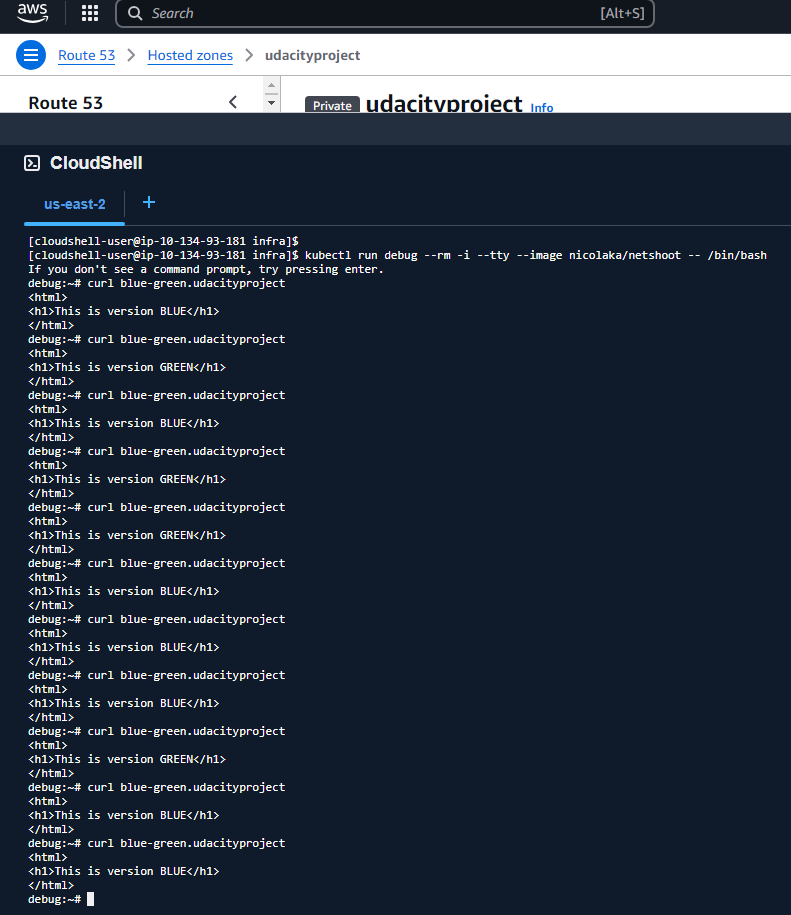 aws
Search [Alt+S]
Route 53 > Hosted zones > udacityproject
Route 53
Private udacityproject Info
CloudShell
us-east-2 +
[cloudshell-user@ip-10-134-93-181 infra]$
[cloudshell-user@ip-10-134-93-181 infra]$ kubectl run debug --rm -i --tty --image nicolaka/netshoot -- /bin/bash
If you don't see a command prompt, try pressing enter.
debug:~# curl blue-green.udacityproject
<html>
<h1>This is version BLUE</h1>
</html>
debug:~# curl blue-green.udacityproject
<html>
<h1>This is version GREEN</h1>
</html>
debug:~# curl blue-green.udacityproject
<html>
<h1>This is version BLUE</h1>
</html>
debug:~# curl blue-green.udacityproject
<html>
<h1>This is version GREEN</h1>
</html>
debug:~# curl blue-green.udacityproject
<html>
<h1>This is version GREEN</h1>
</html>
debug:~# curl blue-green.udacityproject
<html>
<h1>This is version BLUE</h1>
</html>
debug:~# curl blue-green.udacityproject
<html>
<h1>This is version BLUE</h1>
</html>
debug:~# curl blue-green.udacityproject
<html>
<h1>This is version BLUE</h1>
</html>
debug:~# curl blue-green.udacityproject
<html>
<h1>This is version GREEN</h1>
</html>
debug:~# curl blue-green.udacityproject
<html>
<h1>This is version BLUE</h1>
</html>
debug:~# curl blue-green.udacityproject
<html>
<h1>This is version BLUE</h1>
</html>
debug:~#